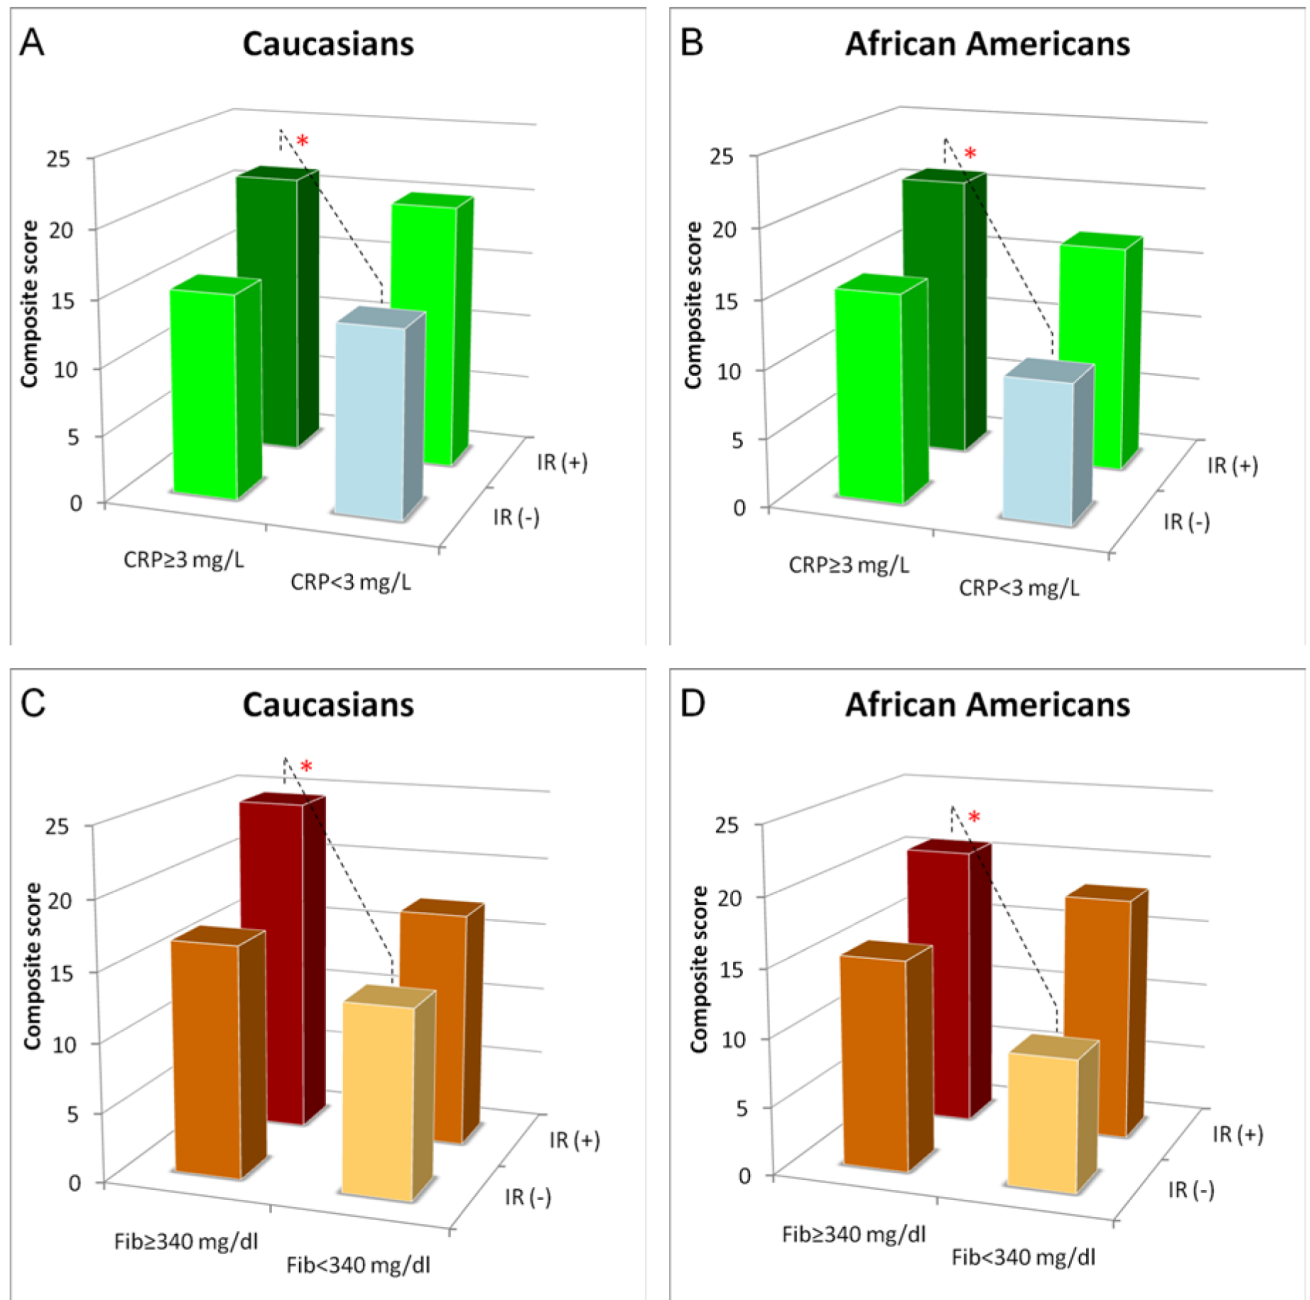 A
Caucasians
*
25
20
15
10
5
0
Composite score
IR (+)
IR (-)
CRP≥3 mg/L
CRP<3 mg/L
B
African Americans
*
25
20
15
10
5
0
Composite score
IR (+)
IR (-)
CRP≥3 mg/L
CRP<3 mg/L
C
Caucasians
*
25
20
15
10
5
0
Composite score
IR (+)
IR (-)
Fib≥340 mg/dl
Fib<340 mg/dl
D
African Americans
*
25
20
15
10
5
0
Composite score
IR (+)
IR (-)
Fib≥340 mg/dl
Fib<340 mg/dl